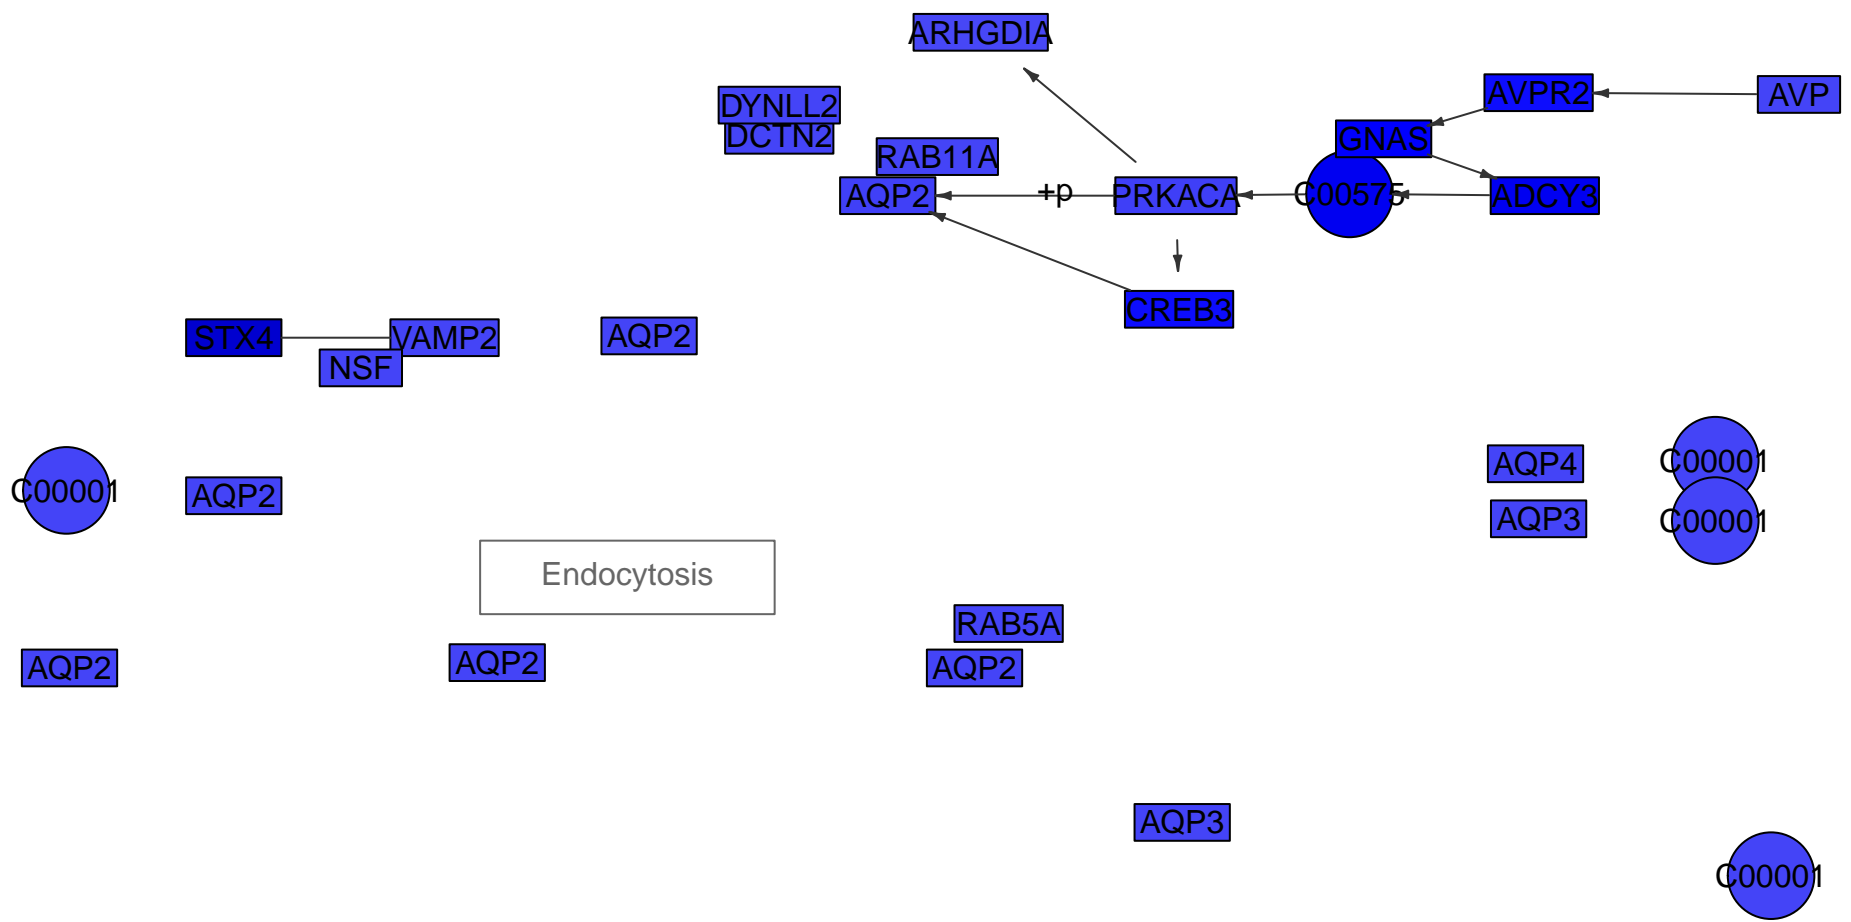 ARHGDIA
DYNLL2
AVPR2
AVP
DCTN2
GNAS
RAB11A
AQP2
+p
PRKACA
C00575
ADCY3
CREB3
STX4
VAMP2
AQP2
NSF
C00001
AQP2
AQP4
C00001
AQP3
C00001
Endocytosis
RAB5A
AQP2
AQP2
AQP2
AQP3
C00001